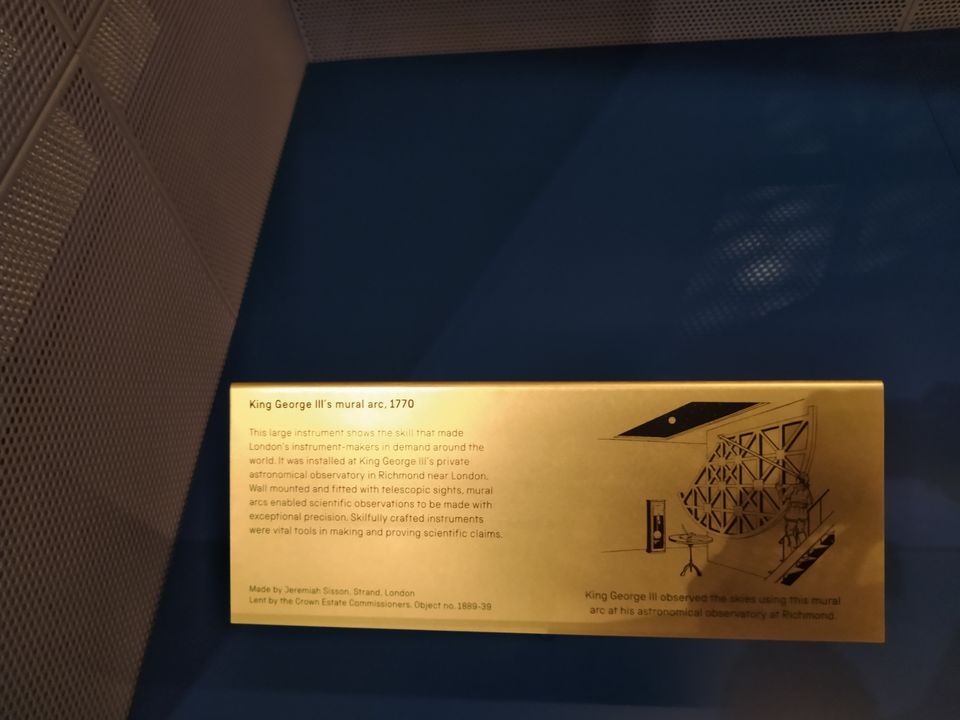 King George III's mural arc, 1770
This large instrument shows the skill that made
London's instrument-makers in demand around the
world. It was installed at King George III's private
astronomical observatory in Richmond near London.
Wall mounted and fitted with telescopic sights, mural
arcs enabled scientific observations to be made with
exceptional precision. Skilfully crafted instruments
were vital tools in making and proving scientific claims.
Made by Jeremiah Sisson, Strand, London
Lent by the Crown Estate Commissioners. Object no. 1889-39
King George III observed the skies using this mural
arc at his astronomical observatory at Richmond.